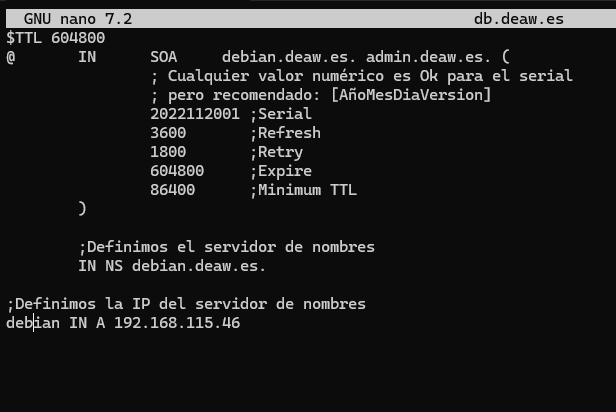 GNU nano 7.2 db.deaw.es
$TTL 604800
@ IN SOA debian.deaw.es. admin.deaw.es. (
; Cualquier valor numérico es Ok para el serial
; pero recomendado: [AñoMesDiaVersion]
2022112001 ;Serial
3600 ;Refresh
1800 ;Retry
604800 ;Expire
86400 ;Minimum TTL
)
;Definimos el servidor de nombres
IN NS debian.deaw.es.
;Definimos la IP del servidor de nombres
debian IN A 192.168.115.46